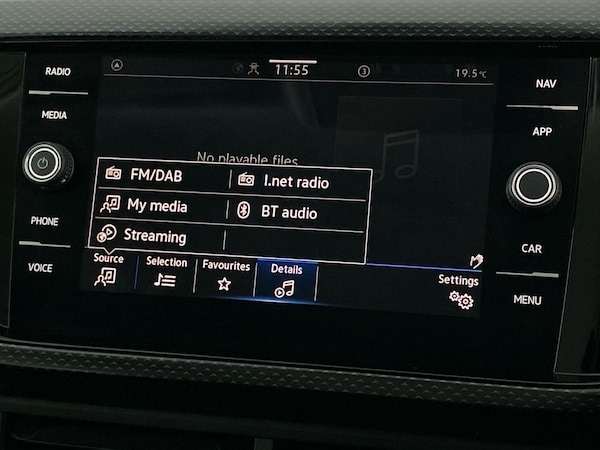 RADIO
MEDIA
PHONE
VOICE
11:55
3
19.5°C
No playable files
FM/DAB
I.net radio
My media
BT audio
Streaming
Source
Selection
Favourites
Details
Settings
NAV
APP
CAR
MENU